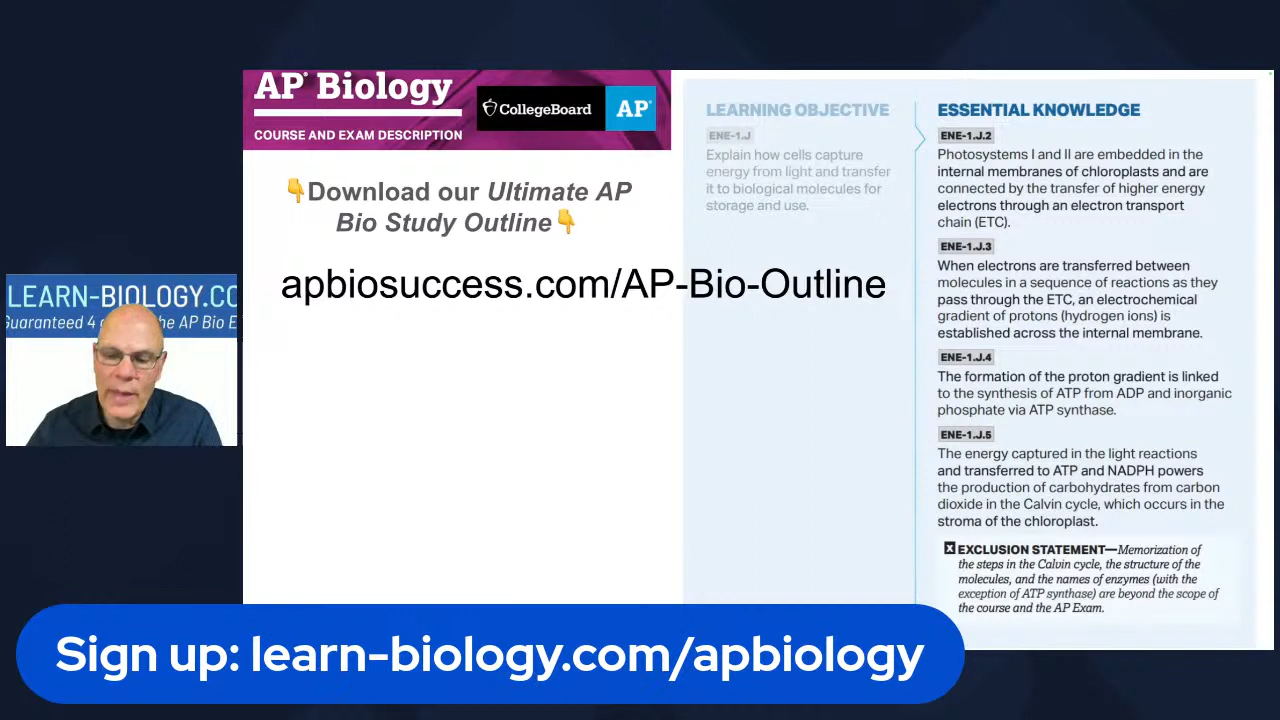 AP® Biology
COURSE AND EXAM DESCRIPTION
CollegeBoard
AP®
👇Download our Ultimate AP
Bio Study Outline👇
apbiosuccess.com/AP-Bio-Outline
LEARNING OBJECTIVE
ENE-1.J
Explain how cells capture
energy from light and transfer
it to biological molecules for
storage and use.
ESSENTIAL KNOWLEDGE
ENE-1.J.2
Photosystems I and II are embedded in the
internal membranes of chloroplasts and are
connected by the transfer of higher energy
electrons through an electron transport
chain (ETC).
ENE-1.J.3
When electrons are transferred between
molecules in a sequence of reactions as they
pass through the ETC, an electrochemical
gradient of protons (hydrogen ions) is
established across the internal membrane.
ENE-1.J.4
The formation of the proton gradient is linked
to the synthesis of ATP from ADP and inorganic
phosphate via ATP synthase.
ENE-1.J.5
The energy captured in the light reactions
and transferred to ATP and NADPH powers
the production of carbohydrates from carbon
dioxide in the Calvin cycle, which occurs in the
stroma of the chloroplast.
X EXCLUSION STATEMENT—Memorization of
the steps in the Calvin cycle, the structure of the
molecules, and the names of enzymes (with the
exception of ATP synthase) are beyond the scope of
the course and the AP Exam.
LEARN-BIOLOGY.CO
Guaranteed 4 he AP Bio E
Sign up: learn-biology.com/apbiology